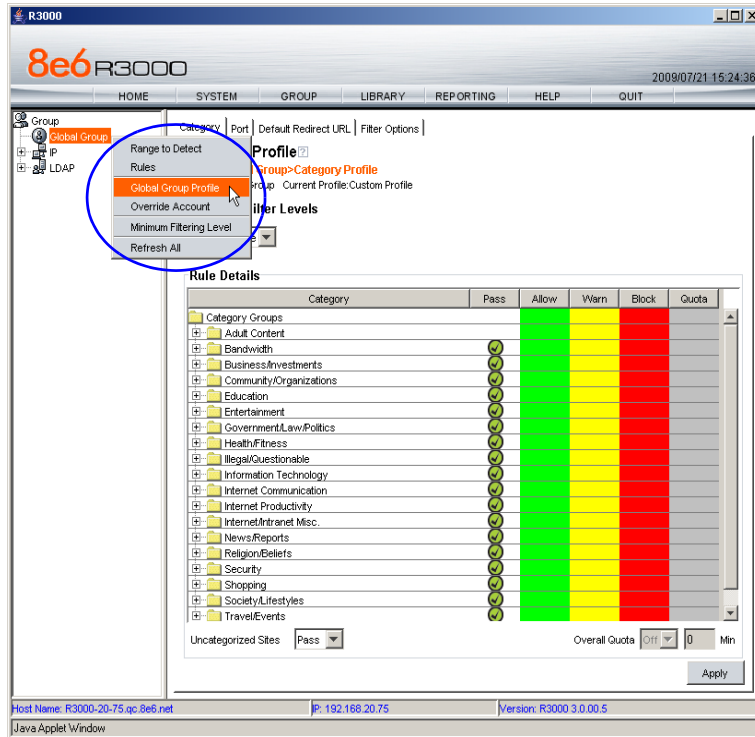 R3000
8e6 R3000
2009/07/21 15:24:36
HOME SYSTEM GROUP LIBRARY REPORTING HELP QUIT
Group
Global Group
IP
LDAP
Range to Detect
Rules
Global Group Profile
Override Account
Minimum Filtering Level
Refresh All
Category Port Default Redirect URL Filter Options
Profile
Group>Category Profile
Group Current Profile:Custom Profile
Filter Levels
Rule Details
Category Pass Allow Warn Block Quota
Category Groups
Adult Content
Bandwidth
Business/Investments
Community/Organizations
Education
Entertainment
Government/Law/Politics
Health/Fitness
Illegal/Questionable
Information Technology
Internet Communication
Internet Productivity
Internet/Intranet Misc.
News/Reports
Religion/Beliefs
Security
Shopping
Society/Lifestyles
Travel/Events
Uncategorized Sites Pass Overall Quota Off 0 Min
Apply
Host Name: R3000-20-75.qc.8e6.net IP: 192.168.20.75 Version: R3000 3.0.00.5
Java Applet Window